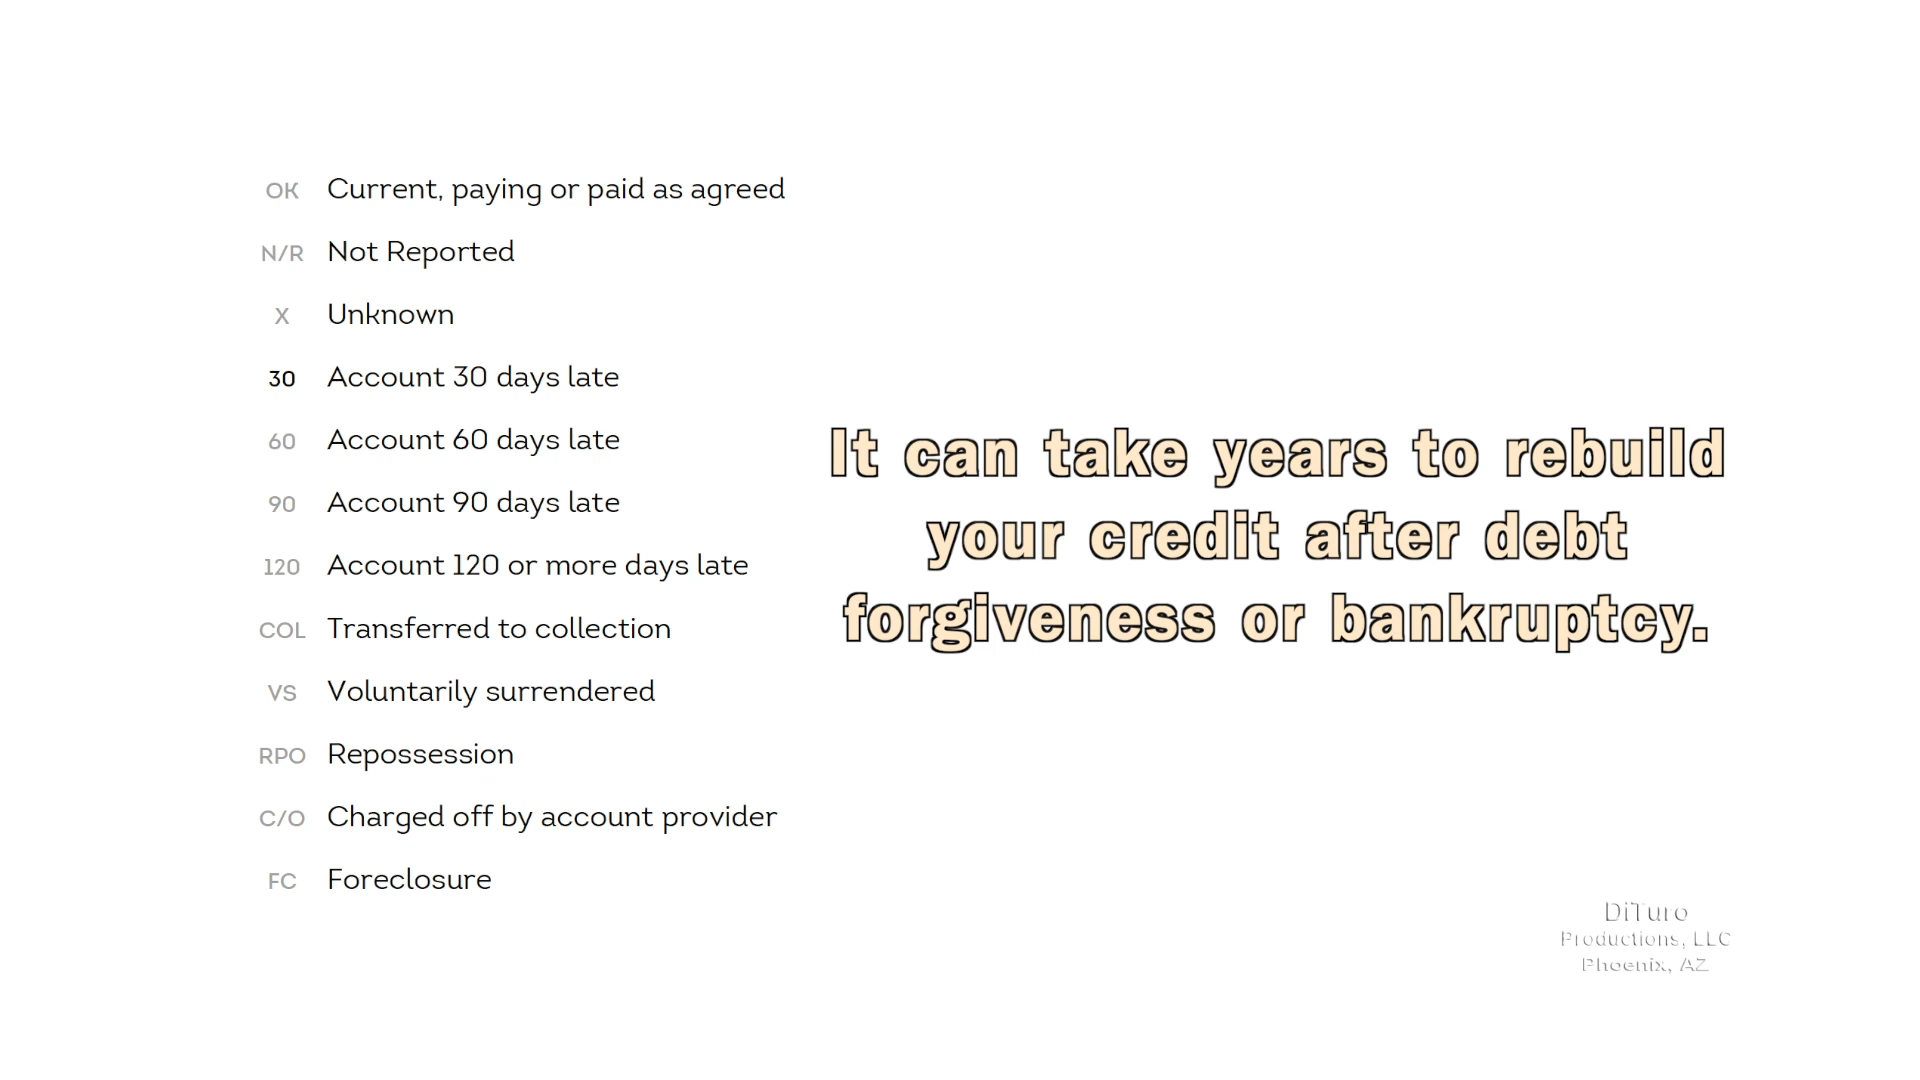 OK Current, paying or paid as agreed
N/R Not Reported
X Unknown
30 Account 30 days late
60 Account 60 days late
90 Account 90 days late
120 Account 120 or more days late
COL Transferred to collection
VS Voluntarily surrendered
RPO Repossession
C/O Charged off by account provider
FC Foreclosure
It can take years to rebuild
your credit after debt
forgiveness or bankruptcy.
DiTuro
Productions, LLC
Phoenix, AZ